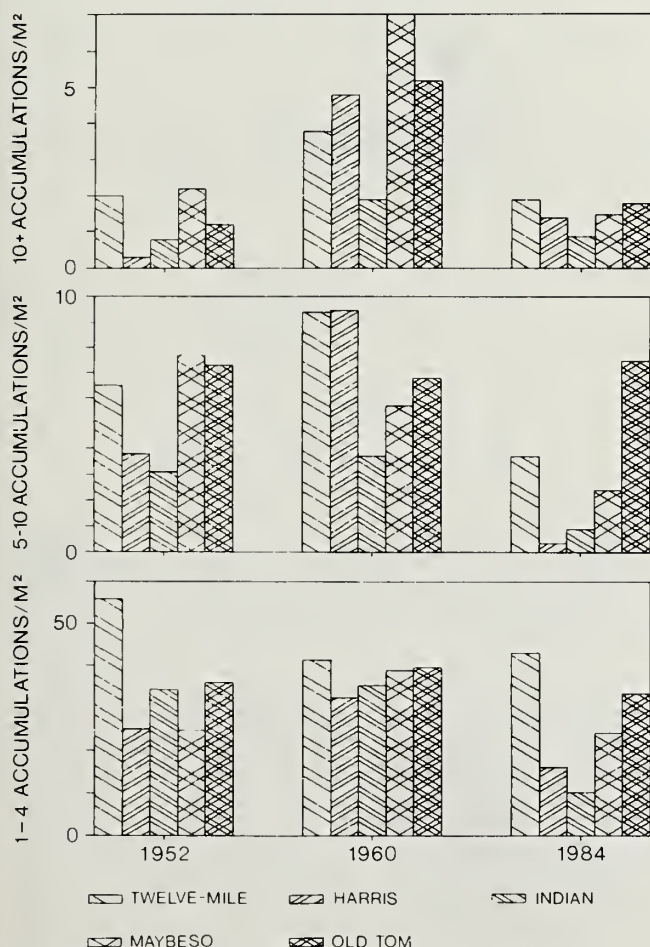 10+ ACCUMULATIONS/M²
5
0
5-10 ACCUMULATIONS/M²
10
0
1-4 ACCUMULATIONS/M²
50
0
1952 1960 1984
TWELVE-MILE HARRIS INDIAN
MAYBESO OLD TOM